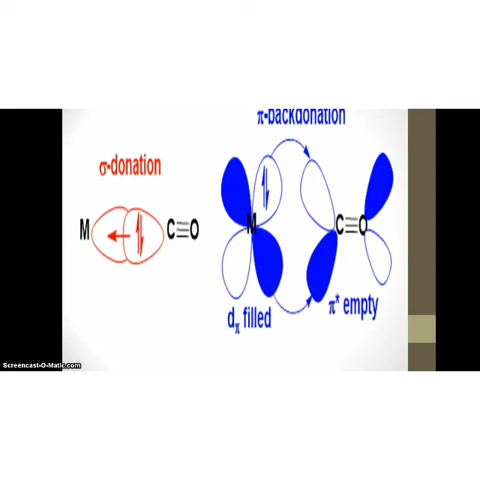 π-backdonation
σ-donation
M
C≡O
M
C≡O
dπ filled
π* empty
Screencast-O-Matic.com